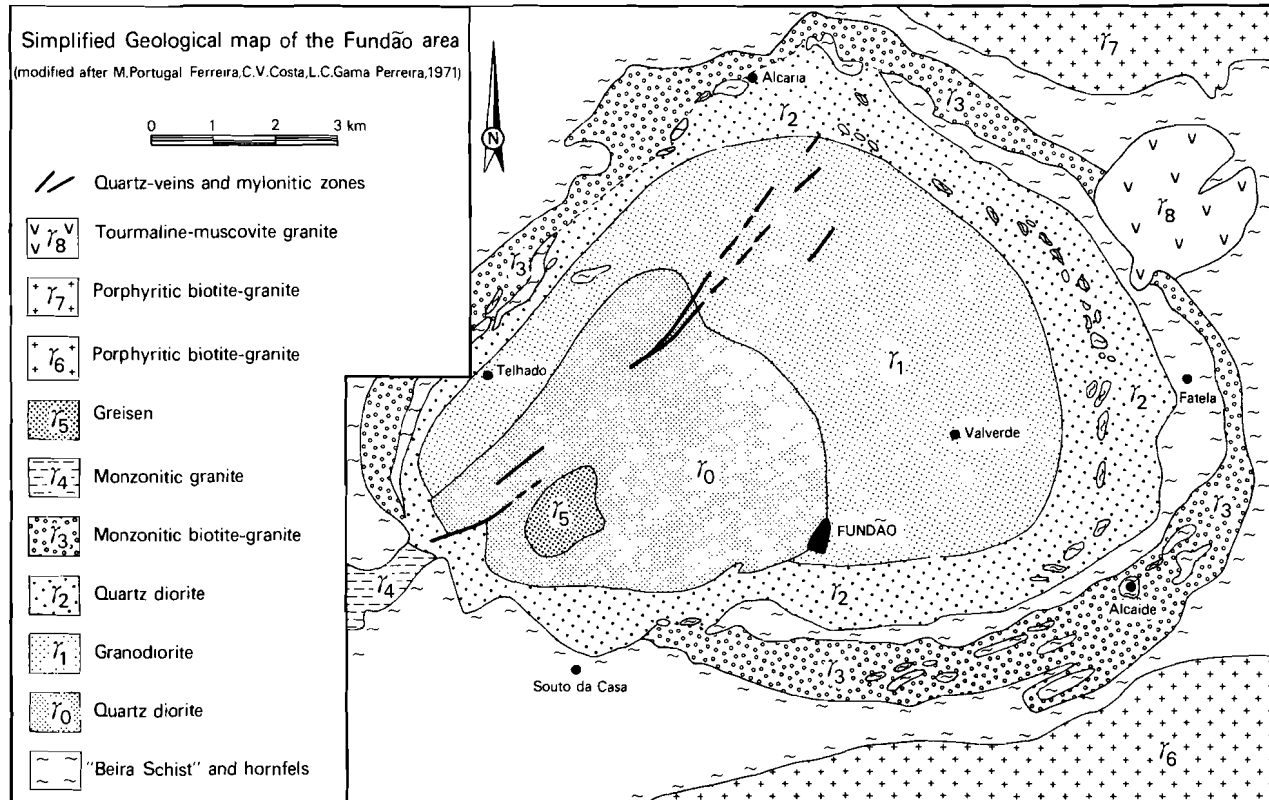 Simplified Geological map of the Fundão area
(modified after M.Portugal Ferreira,C.V.Costa,L.C.Gama Perreira,1971)
0 1 2 3 km
N
Quartz-veins and mylonitic zones
γ8 Tourmaline-muscovite granite
γ7 Porphyritic biotite-granite
γ6 Porphyritic biotite-granite
γ5 Greisen
γ4 Monzonitic granite
γ3 Monzonitic biotite-granite
γ2 Quartz diorite
γ1 Granodiorite
γ0 Quartz diorite
"Beira Schist" and hornfels
γ7
Alcaria
γ3
γ2
γ8
γ3
Telhado
γ1
Fatela
γ2
Valverde
γ0
γ5
γ3
FUNDÃO
γ4
γ2
Alcaide
γ3
Souto da Casa
γ6